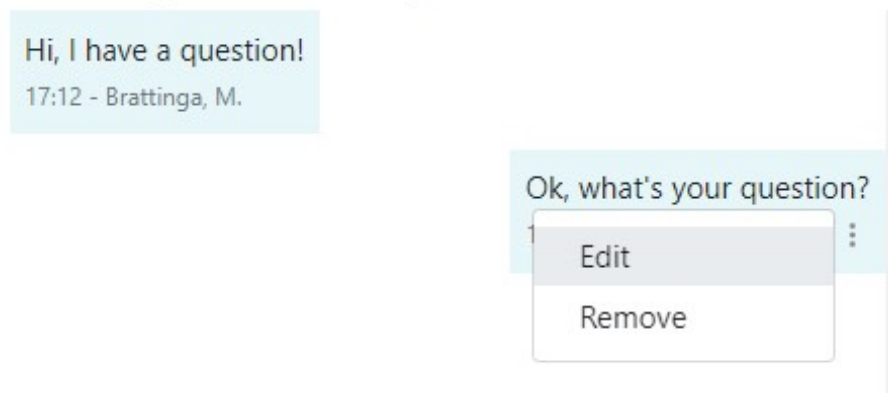 Hi, I have a question!
17:12 - Brattinga, M.
Ok, what's your question?
Edit
Remove